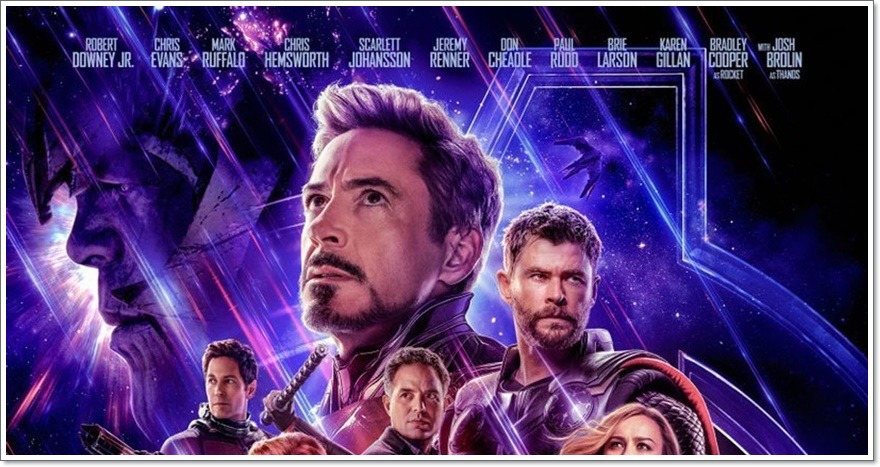 ROBERT CHRIS MARK CHRIS SCARLETT JEREMY DON PAUL BRIE KAREN BRADLEY WITH JOSH
DOWNEY JR. EVANS RUFFALO HEMSWORTH JOHANSSON RENNER CHEADLE RUDD LARSON GILLAN COOPER BROLIN
AS ROCKET AS THANOS